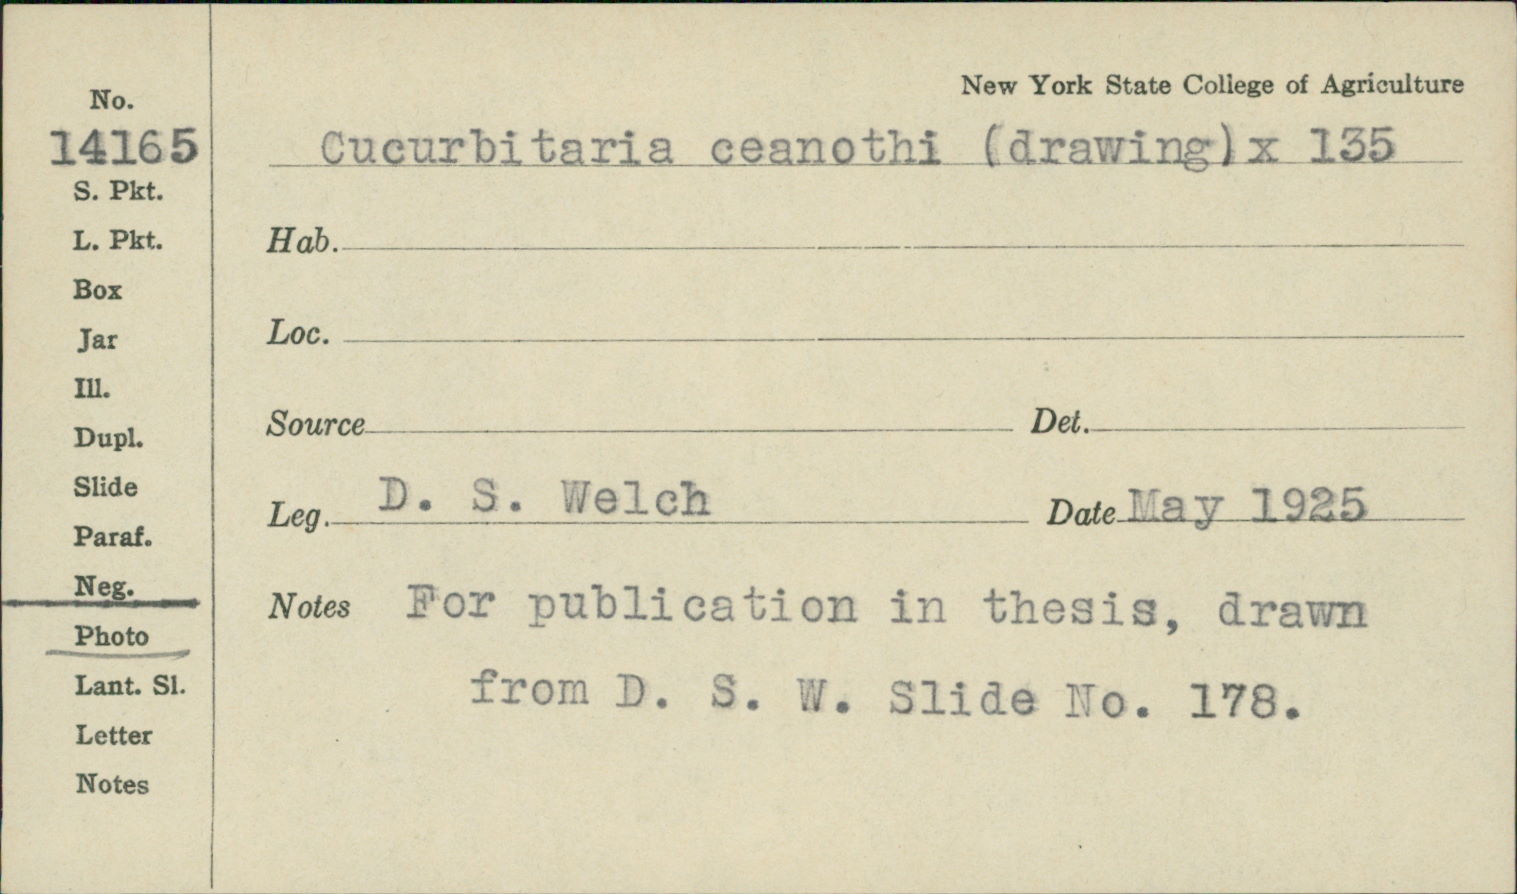 New York State College of Agriculture
No.
14165
Cucurbitaria ceanothi (drawing) x 135
S. Pkt.
L. Pkt.
Hab.
Box
Jar
Loc.
Ill.
Dupl.
Source Det.
Slide
Leg. D. S. Welch Date May 1925
Paraf.
Neg.
Notes For publication in thesis, drawn
Photo
from D. S. W. Slide No. 178.
Lant. Sl.
Letter
Notes